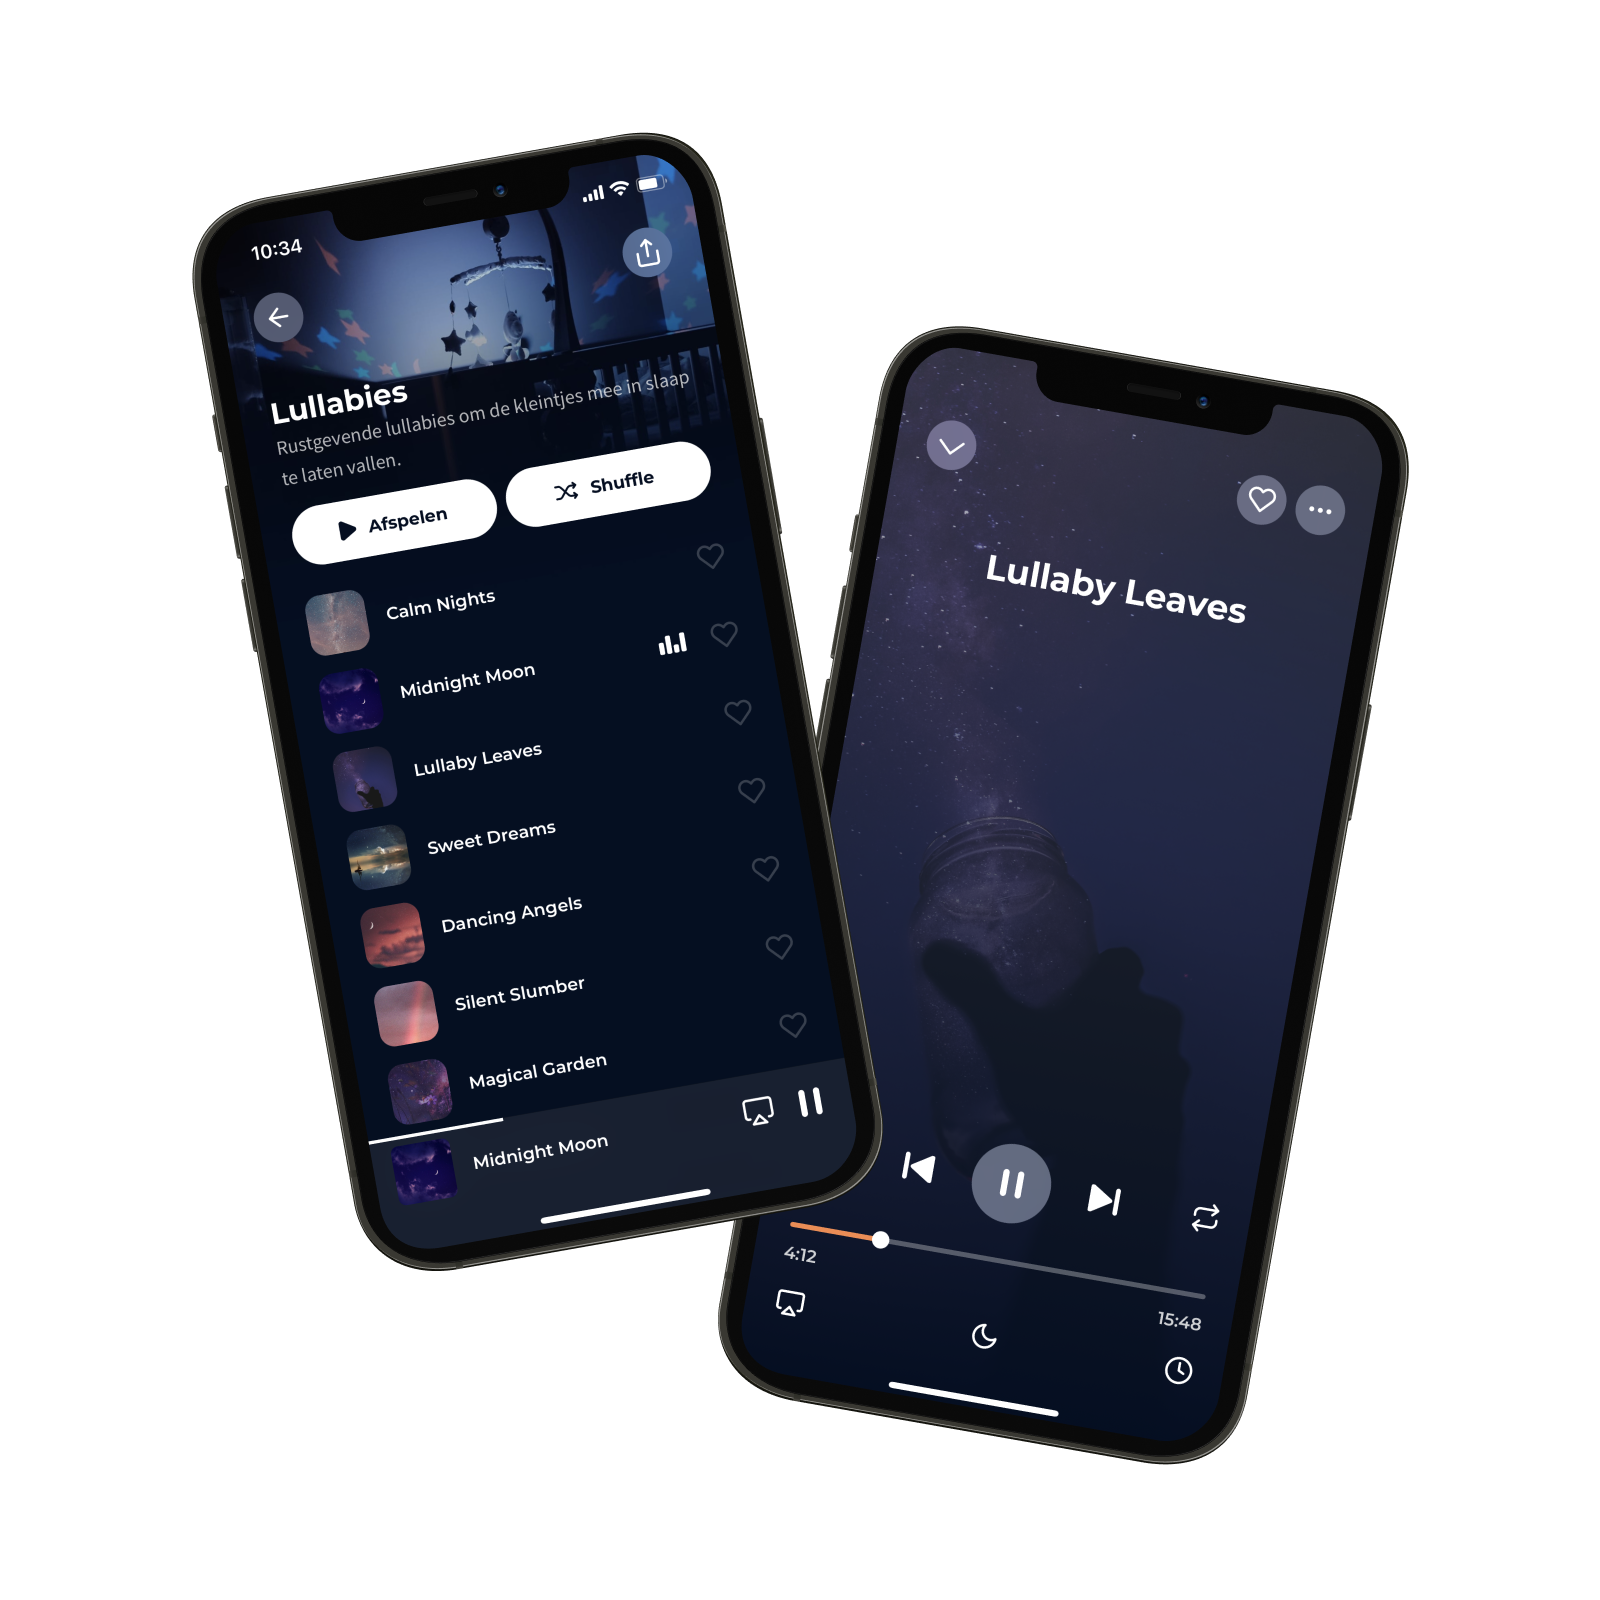 10:34
Lullabies
Rustgevende lullabies om de kleintjes mee in slaap
te laten vallen.
Afspelen
Shuffle
Calm Nights
Midnight Moon
Lullaby Leaves
Sweet Dreams
Dancing Angels
Silent Slumber
Magical Garden
Midnight Moon
Lullaby Leaves
4:12
15:48